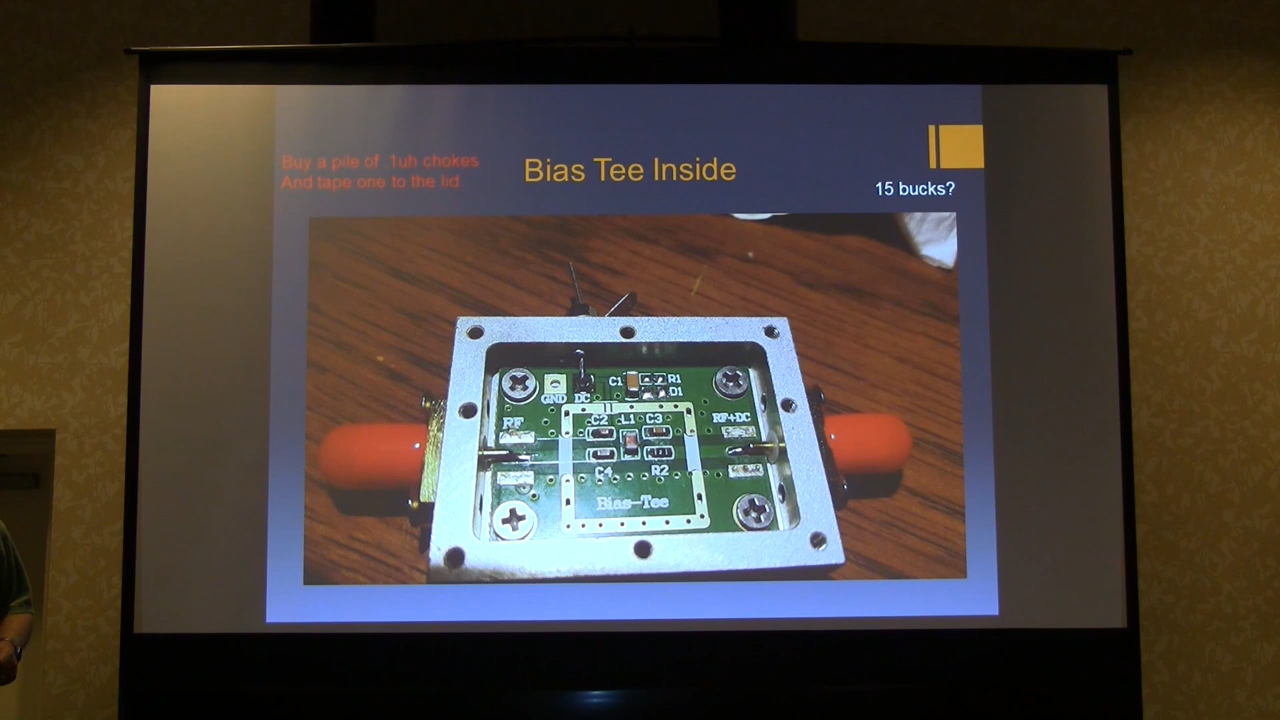 Buy a pile of .1uh chokes
And tape one to the lid
Bias Tee Inside
15 bucks?
C1
R1
GND
DC
D1
RF
C2
L1
C3
RF+DC
C4
R2
Bias-Tee